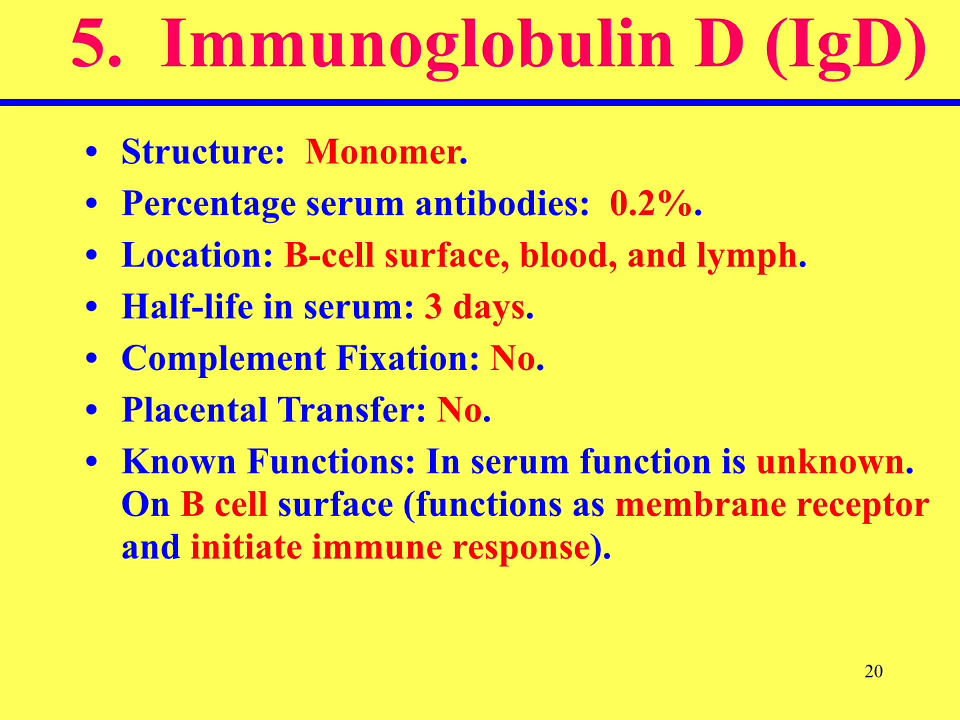 5. Immunoglobulin D (IgD)
• Structure: Monomer.
• Percentage serum antibodies: 0.2%.
• Location: B-cell surface, blood, and lymph.
• Half-life in serum: 3 days.
• Complement Fixation: No.
• Placental Transfer: No.
• Known Functions: In serum function is unknown.
On B cell surface (functions as membrane receptor
and initiate immune response).
20